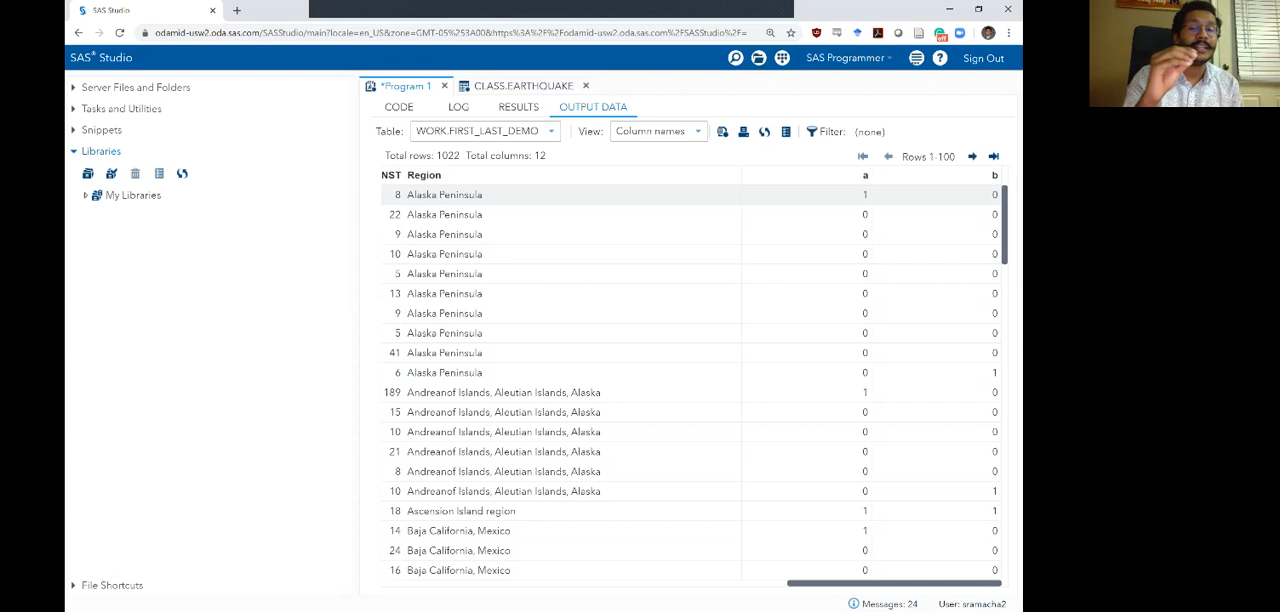 SAS Studio
odamid-usw2.oda.sas.com/SASStudio/main?locale=en_US&zone=GMT-05%253A00&https%3A%2F%2Fodamid-usw2.oda.sas.com%2FSASStudio%2F=
SAS® Studio
SAS Programmer
Sign Out
Server Files and Folders
Tasks and Utilities
Snippets
Libraries
My Libraries
File Shortcuts
*Program 1
CLASS.EARTHQUAKE
CODE LOG RESULTS OUTPUT DATA
Table: WORK.FIRST_LAST_DEMO View: Column names Filter: (none)
Total rows: 1022 Total columns: 12 Rows 1-100
NST Region a b
8 Alaska Peninsula 1 0
22 Alaska Peninsula 0 0
9 Alaska Peninsula 0 0
10 Alaska Peninsula 0 0
5 Alaska Peninsula 0 0
13 Alaska Peninsula 0 0
9 Alaska Peninsula 0 0
5 Alaska Peninsula 0 0
41 Alaska Peninsula 0 0
6 Alaska Peninsula 0 1
189 Andreanof Islands, Aleutian Islands, Alaska 1 0
15 Andreanof Islands, Aleutian Islands, Alaska 0 0
10 Andreanof Islands, Aleutian Islands, Alaska 0 0
21 Andreanof Islands, Aleutian Islands, Alaska 0 0
8 Andreanof Islands, Aleutian Islands, Alaska 0 0
10 Andreanof Islands, Aleutian Islands, Alaska 0 1
18 Ascension Island region 1 1
14 Baja California, Mexico 1 0
24 Baja California, Mexico 0 0
16 Baja California, Mexico 0 0
Messages: 24 User: sramacha2